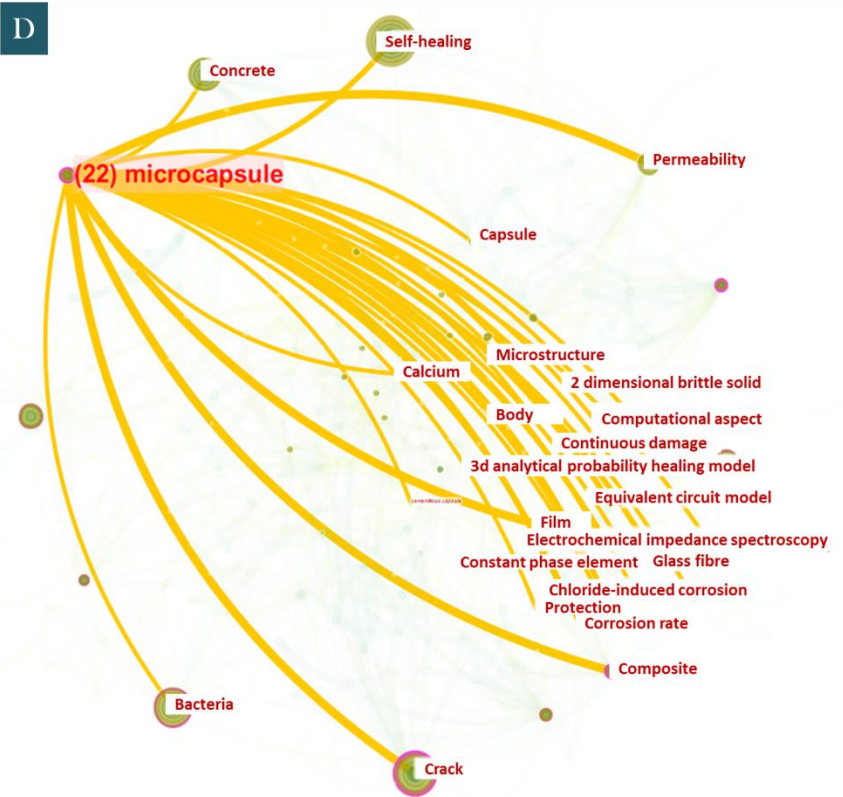 D
Self-healing
Concrete
Permeability
(22) microcapsule
Capsule
Microstructure
Calcium
2 dimensional brittle solid
Body
Computational aspect
Continuous damage
3d analytical probability healing model
Equivalent circuit model
cementitious capsule
Film
Electrochemical impedance spectroscopy
Constant phase element
Glass fibre
Chloride-induced corrosion
Protection
Corrosion rate
Composite
Bacteria
Crack